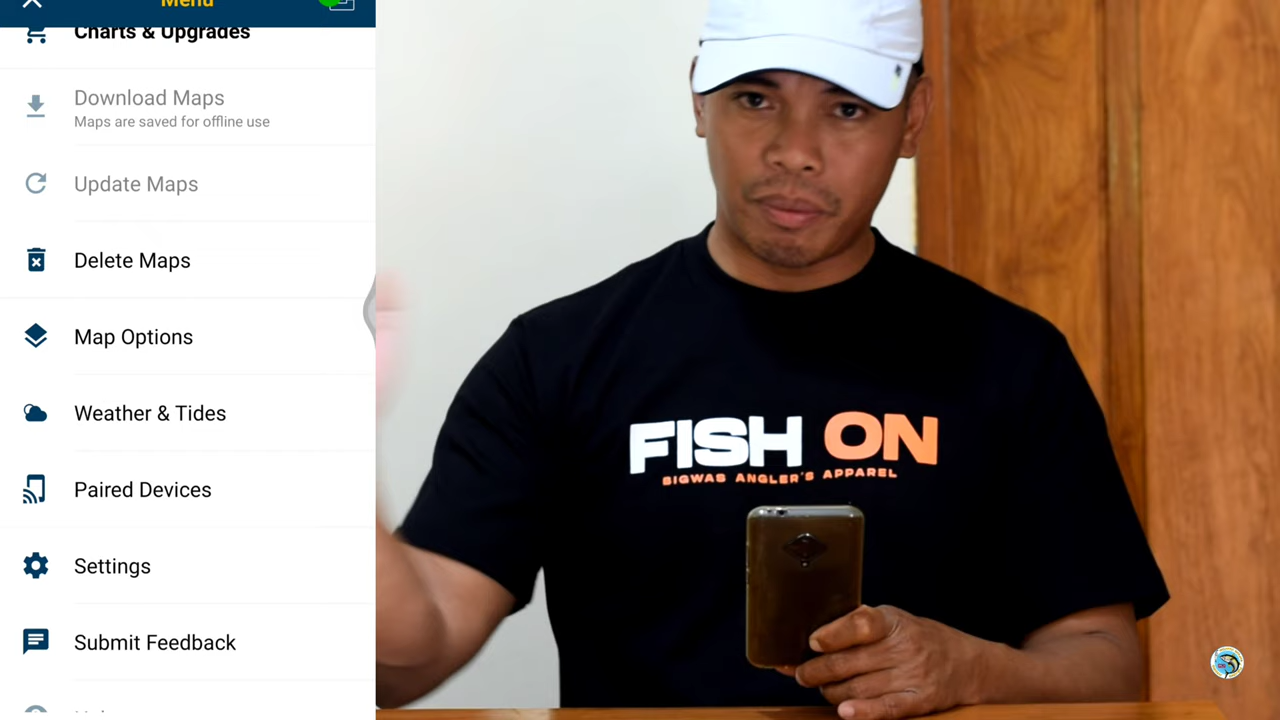 Menu
Charts & Upgrades
Download Maps
Maps are saved for offline use
Update Maps
Delete Maps
Map Options
Weather & Tides
Paired Devices
Settings
Submit Feedback
FISH ON
BIGWAS ANGLER'S APPAREL